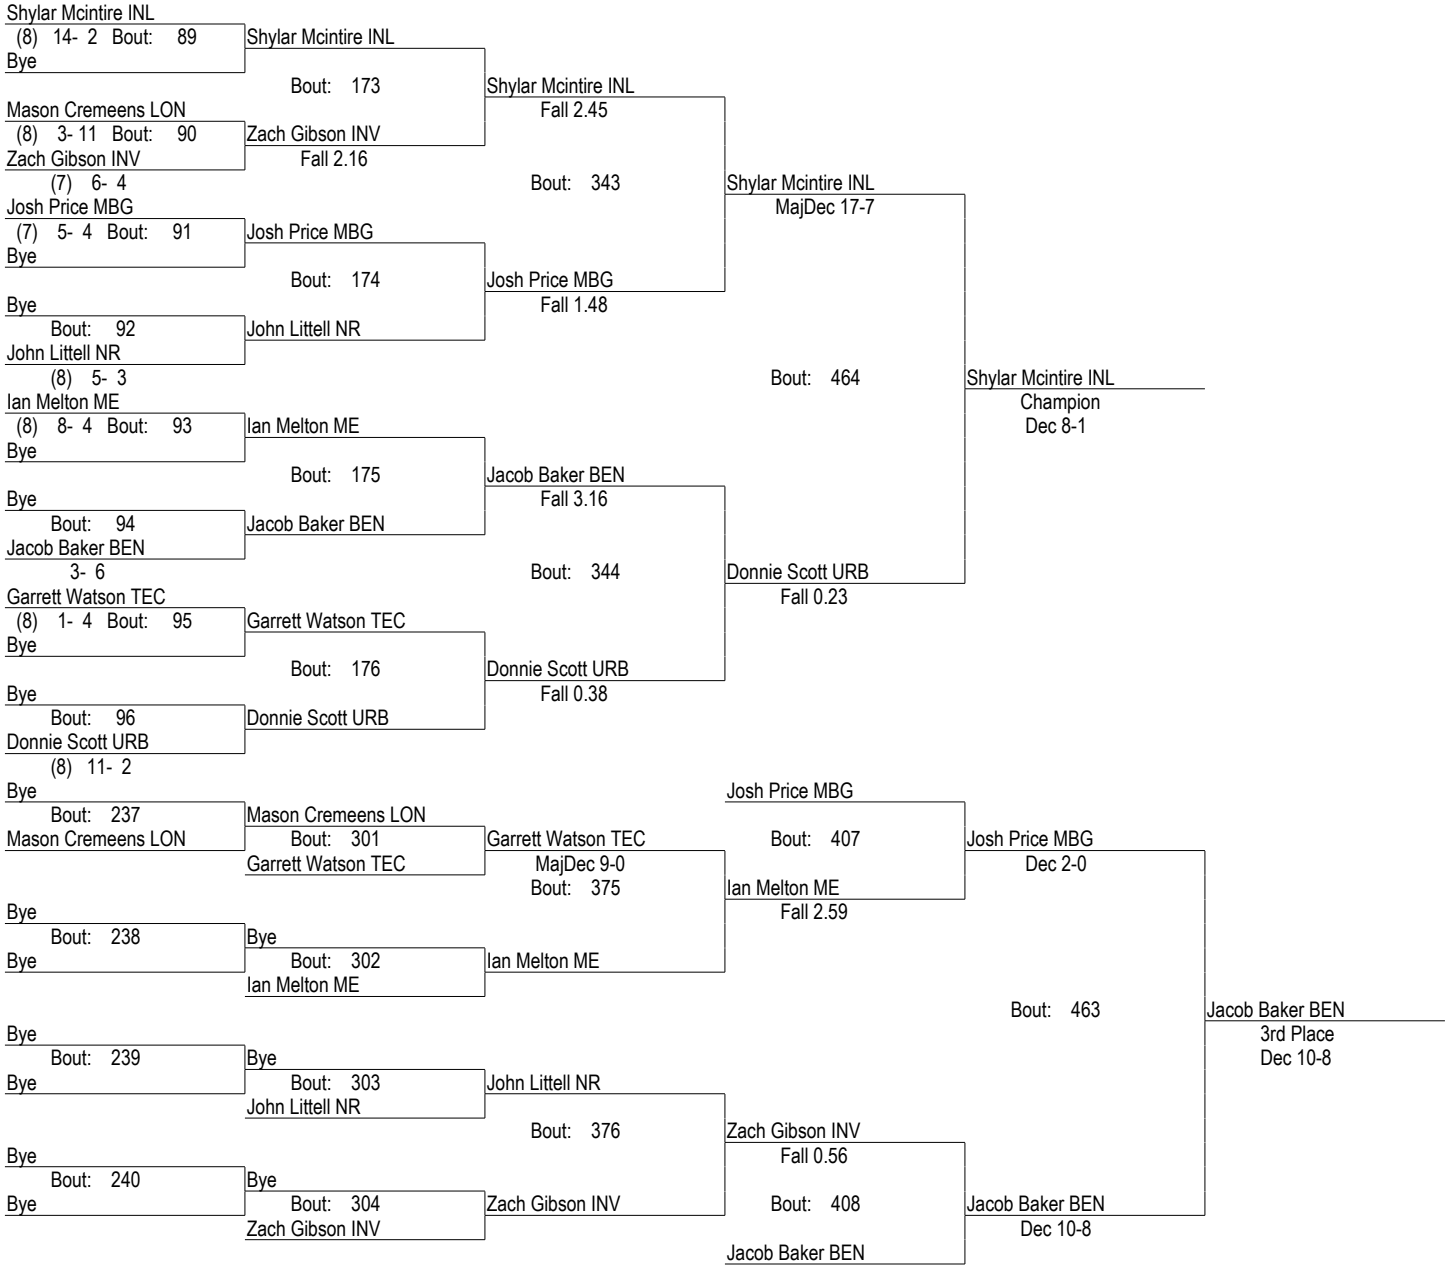 Shylar Mcintire INL
(8) 14- 2 Bout: 89 Shylar Mcintire INL
Bye
Bout: 173 Shylar Mcintire INL
Mason Cremeens LON Fall 2.45
(8) 3- 11 Bout: 90 Zach Gibson INV
Zach Gibson INV Fall 2.16
(7) 6- 4 Bout: 343 Shylar Mcintire INL
Josh Price MBG MajDec 17-7
(7) 5- 4 Bout: 91 Josh Price MBG
Bye
Bout: 174 Josh Price MBG
Bye Fall 1.48
Bout: 92 John Littell NR
John Littell NR
(8) 5- 3 Bout: 464 Shylar Mcintire INL
Ian Melton ME Champion
(8) 8- 4 Bout: 93 Ian Melton ME Dec 8-1
Bye
Bout: 175 Jacob Baker BEN
Bye Fall 3.16
Bout: 94 Jacob Baker BEN
Jacob Baker BEN
3- 6 Bout: 344 Donnie Scott URB
Garrett Watson TEC Fall 0.23
(8) 1- 4 Bout: 95 Garrett Watson TEC
Bye
Bout: 176 Donnie Scott URB
Bye Fall 0.38
Bout: 96 Donnie Scott URB
Donnie Scott URB
(8) 11- 2
Bye Josh Price MBG
Bout: 237 Mason Cremeens LON
Mason Cremeens LON Bout: 301 Garrett Watson TEC Bout: 407 Josh Price MBG
Garrett Watson TEC MajDec 9-0 Dec 2-0
Bout: 375 Ian Melton ME
Bye Fall 2.59
Bout: 238 Bye
Bye Bout: 302 Ian Melton ME
Ian Melton ME
Bout: 463 Jacob Baker BEN
Bye 3rd Place
Bout: 239 Bye Dec 10-8
Bye Bout: 303 John Littell NR
John Littell NR
Bout: 376 Zach Gibson INV
Bye Fall 0.56
Bout: 240 Bye
Bye Bout: 304 Zach Gibson INV Bout: 408 Jacob Baker BEN
Zach Gibson INV Dec 10-8
Jacob Baker BEN